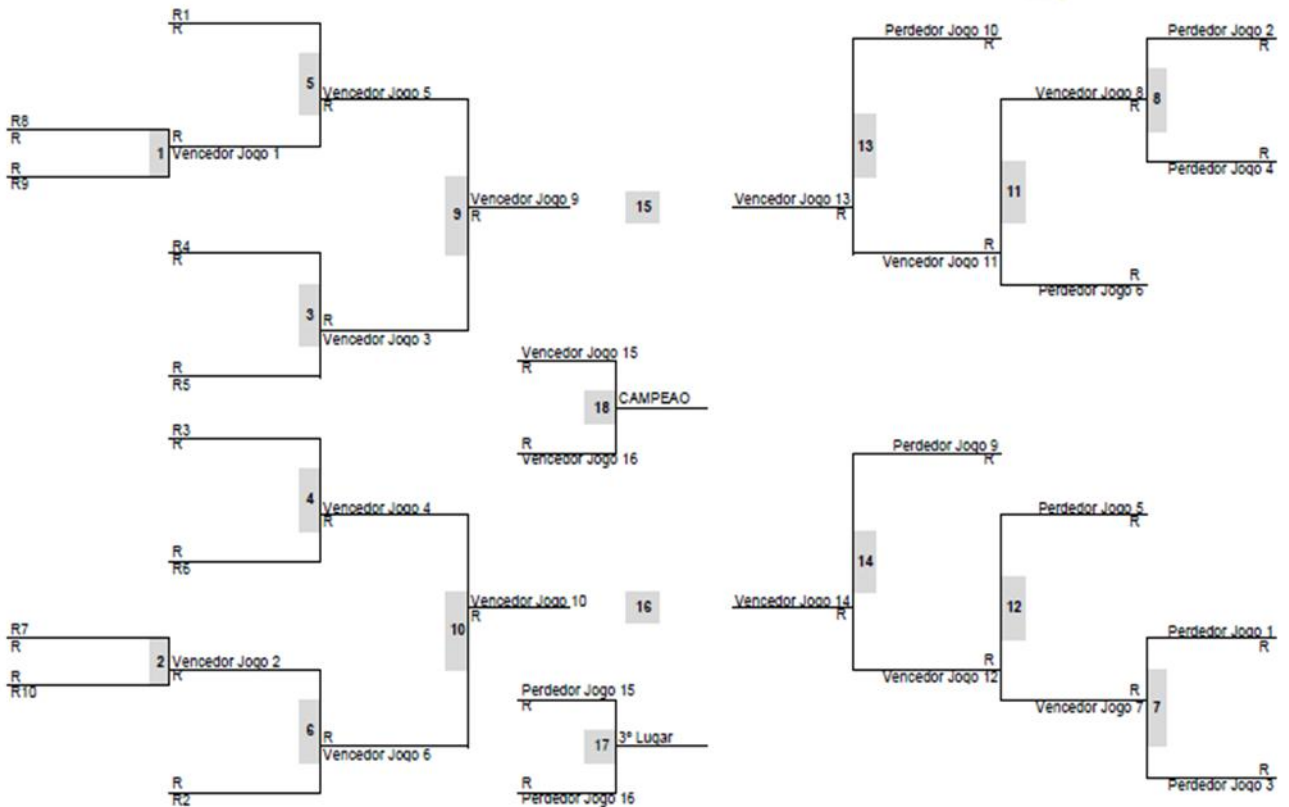 R1
R
5
Vencedor Jogo 5
R
R8
R
1
R
Vencedor Jogo 1
R
R9
9
Vencedor Jogo 9
R
R4
R
3
R
Vencedor Jogo 3
R
R5
R3
R
4
Vencedor Jogo 4
R
R
R6
10
Vencedor Jogo 10
R
R7
R
2
Vencedor Jogo 2
R
R
R10
6
R
Vencedor Jogo 6
R
R2
15
Vencedor Jogo 15
R
18
CAMPEAO
R
Vencedor Jogo 16
16
Perdedor Jogo 15
R
17
3º Lugar
R
Perdedor Jogo 16
Perdedor Jogo 10
R
13
Vencedor Jogo 13
R
Perdedor Jogo 2
R
Vencedor Jogo 8
R
8
R
Perdedor Jogo 4
11
R
Vencedor Jogo 11
R
Perdedor Jogo 6
Perdedor Jogo 9
R
14
Vencedor Jogo 14
R
Perdedor Jogo 5
R
12
R
Vencedor Jogo 12
Perdedor Jogo 1
R
R
Vencedor Jogo 7
7
R
Perdedor Jogo 3